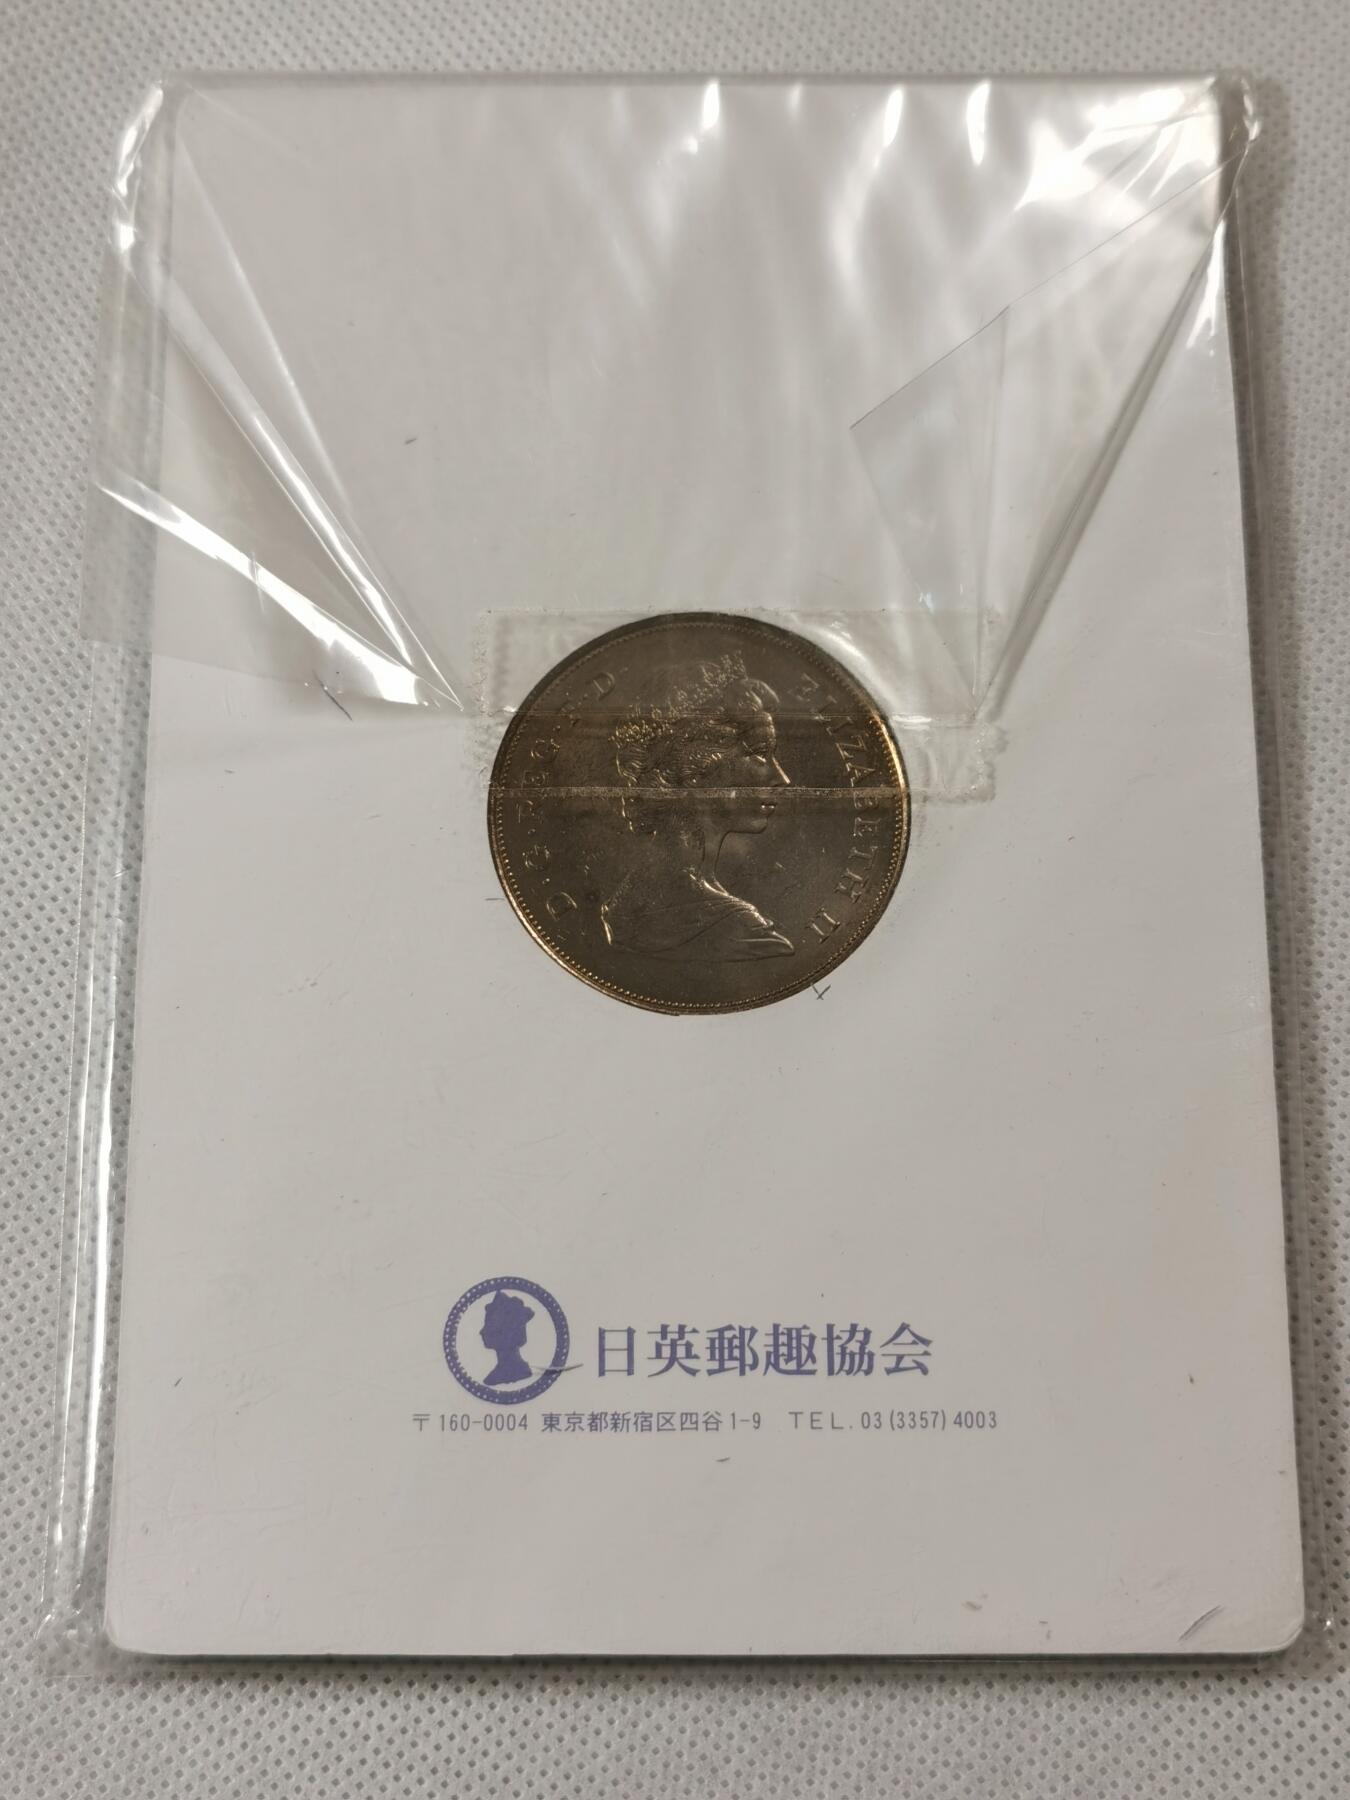 D·G·REG·F·D· ELIZABETH II
日英郵趣協会
〒160-0004 東京都新宿区四谷1-9 TEL.03(3357)4003